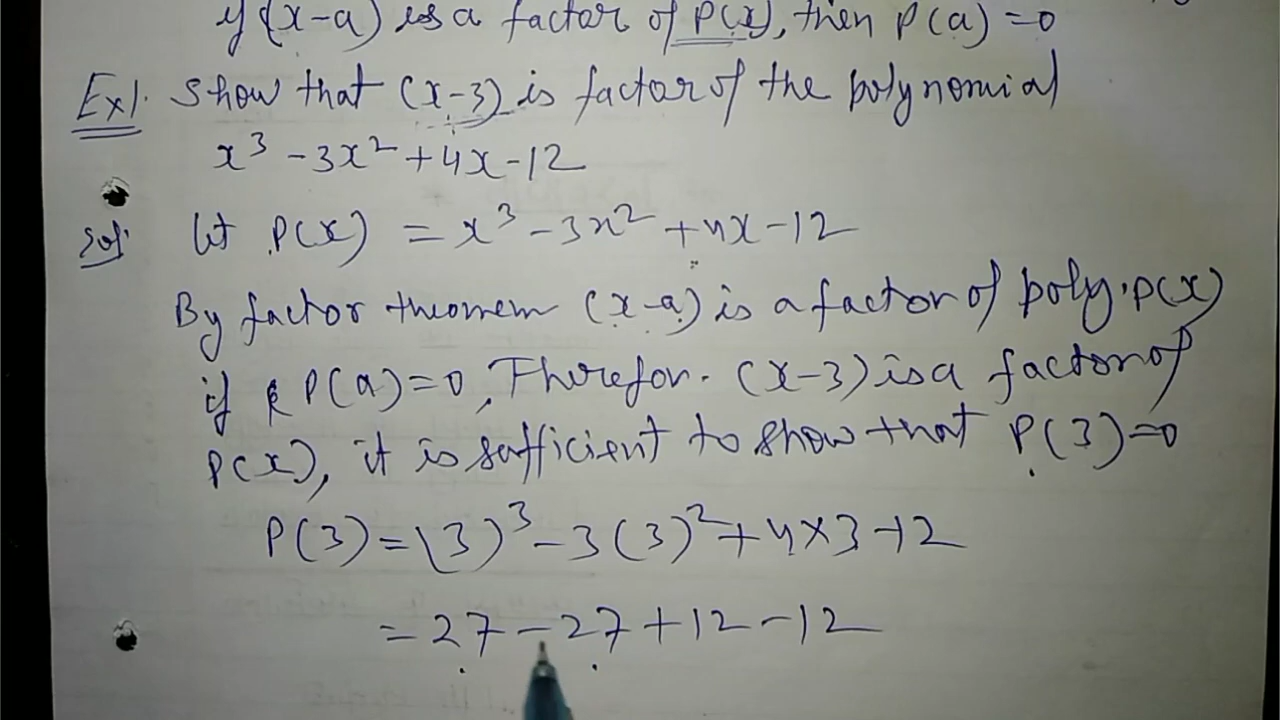 if (x-a) is a factor of P(x), then P(a)=0
Ex1. Show that (x-3) is factor of the polynomial
x³ -3x² +4x-12
Sol. let P(x) = x³ -3x² +4x-12
By factor theorem (x-a) is a factor of poly. P(x)
if P(a)=0, Therefor. (x-3) is a factor of
P(x), it is sufficient to show that P(3)=0
P(3)=(3)³-3(3)²+4×3-12
= 27-27+12-12